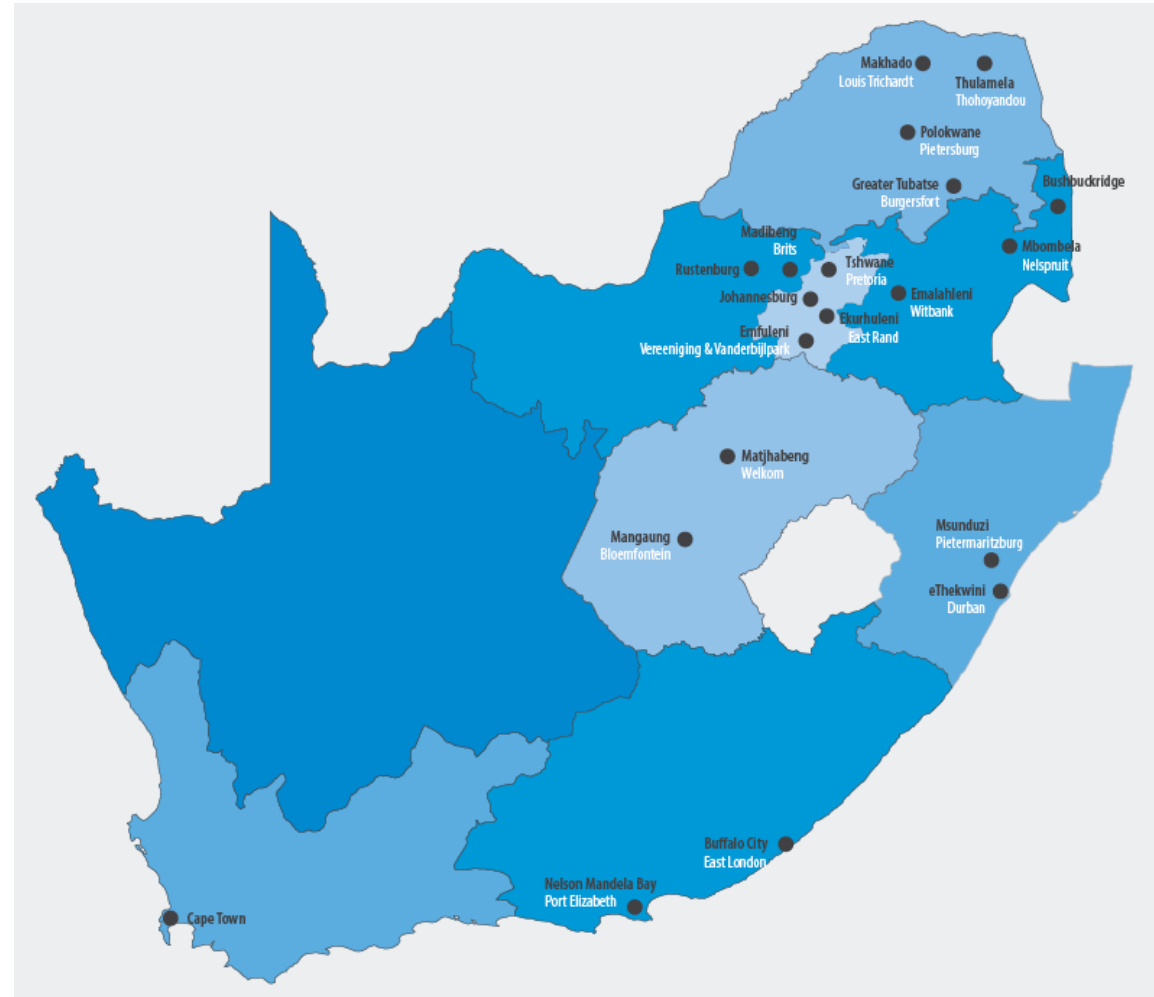 Makhado
Louis Trichardt
Thulamela
Thohoyandou
Polokwane
Pietersburg
Greater Tubatse
Burgersfort
Bushbuckridge
Madibeng
Brits
Mbombela
Nelspruit
Rustenburg
Tshwane
Pretoria
Johannesburg
Emalahleni
Witbank
Ekurhuleni
East Rand
Emfuleni
Vereeniging & Vanderbijlpark
Matjhabeng
Welkom
Mangaung
Bloemfontein
Msunduzi
Pietermaritzburg
eThekwini
Durban
Buffalo City
East London
Nelson Mandela Bay
Port Elizabeth
Cape Town